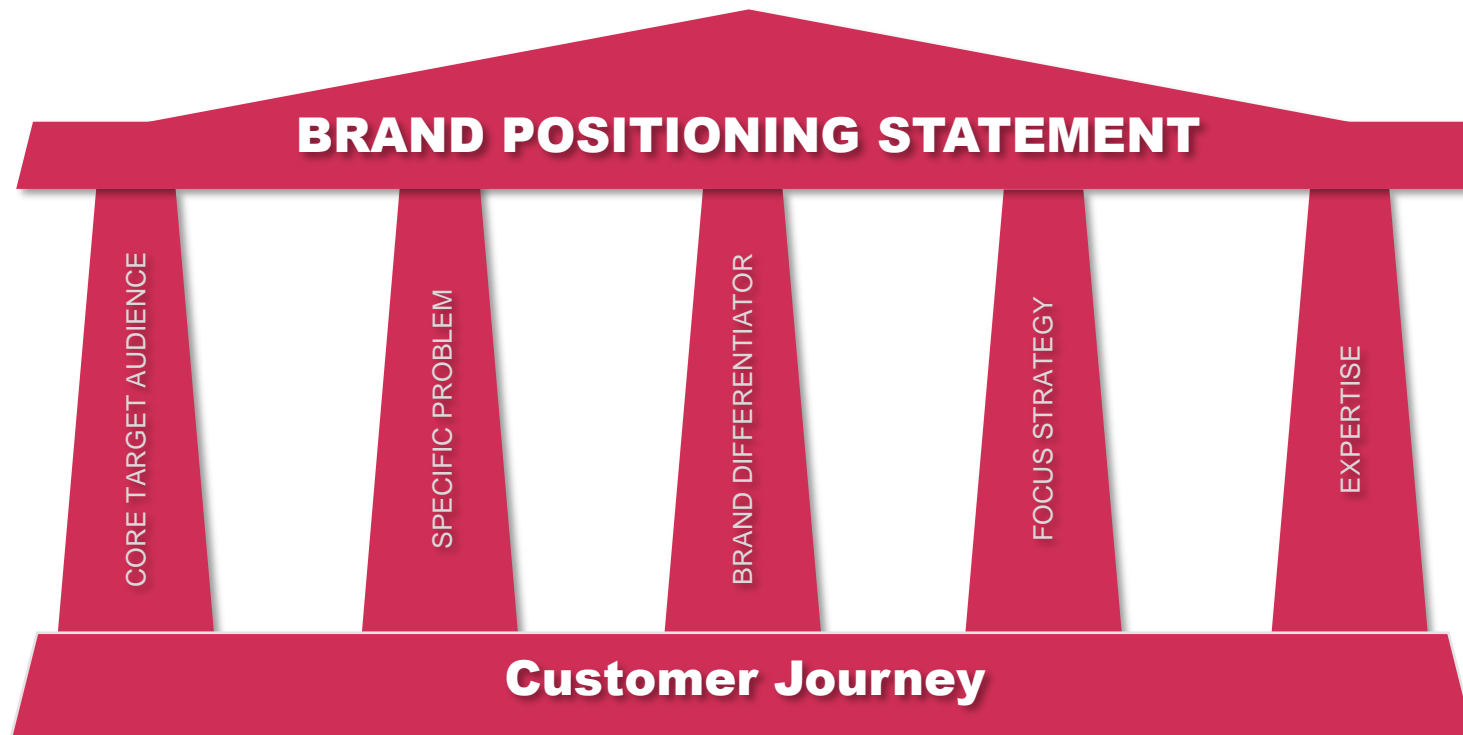 BRAND POSITIONING STATEMENT
CORE TARGET AUDIENCE
SPECIFIC PROBLEM
BRAND DIFFERENTIATOR
FOCUS STRATEGY
EXPERTISE
Customer Journey